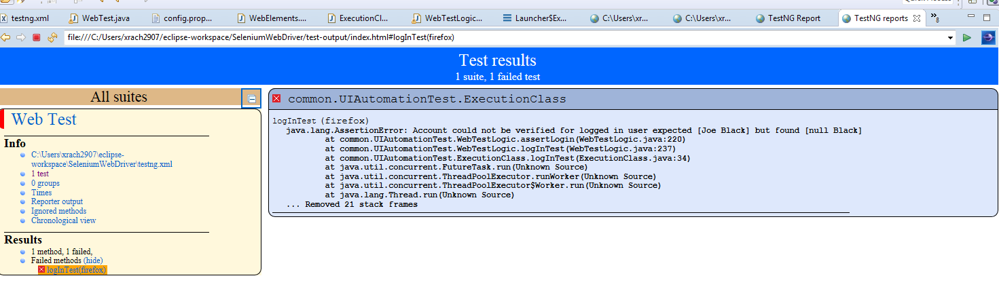 testng.xml WebTest.java config.prop... WebElements.... ExecutionCl... WebTestLogic... Launcher$Ex... C:\Users\xr... C:\Users\xr... TestNG Report TestNG reports »8
file:///C:/Users/xrach2907/eclipse-workspace/SeleniumWebDriver/test-output/index.html#logInTest(firefox)
Test results
1 suite, 1 failed test
All suites
Web Test
Info
C:\Users\xrach2907\eclipse-
workspace\SeleniumWebDriver\testng.xml
1 test
0 groups
Times
Reporter output
Ignored methods
Chronological view
Results
1 method, 1 failed,
Failed methods (hide)
logInTest(firefox)
common.UIAutomationTest.ExecutionClass
logInTest (firefox)
java.lang.AssertionError: Account could not be verified for logged in user expected [Joe Black] but found [null Black]
at common.UIAutomationTest.WebTestLogic.assertLogin(WebTestLogic.java:220)
at common.UIAutomationTest.WebTestLogic.logInTest(WebTestLogic.java:237)
at common.UIAutomationTest.ExecutionClass.logInTest(ExecutionClass.java:34)
at java.util.concurrent.FutureTask.run(Unknown Source)
at java.util.concurrent.ThreadPoolExecutor.runWorker(Unknown Source)
at java.util.concurrent.ThreadPoolExecutor$Worker.run(Unknown Source)
at java.lang.Thread.run(Unknown Source)
... Removed 21 stack frames